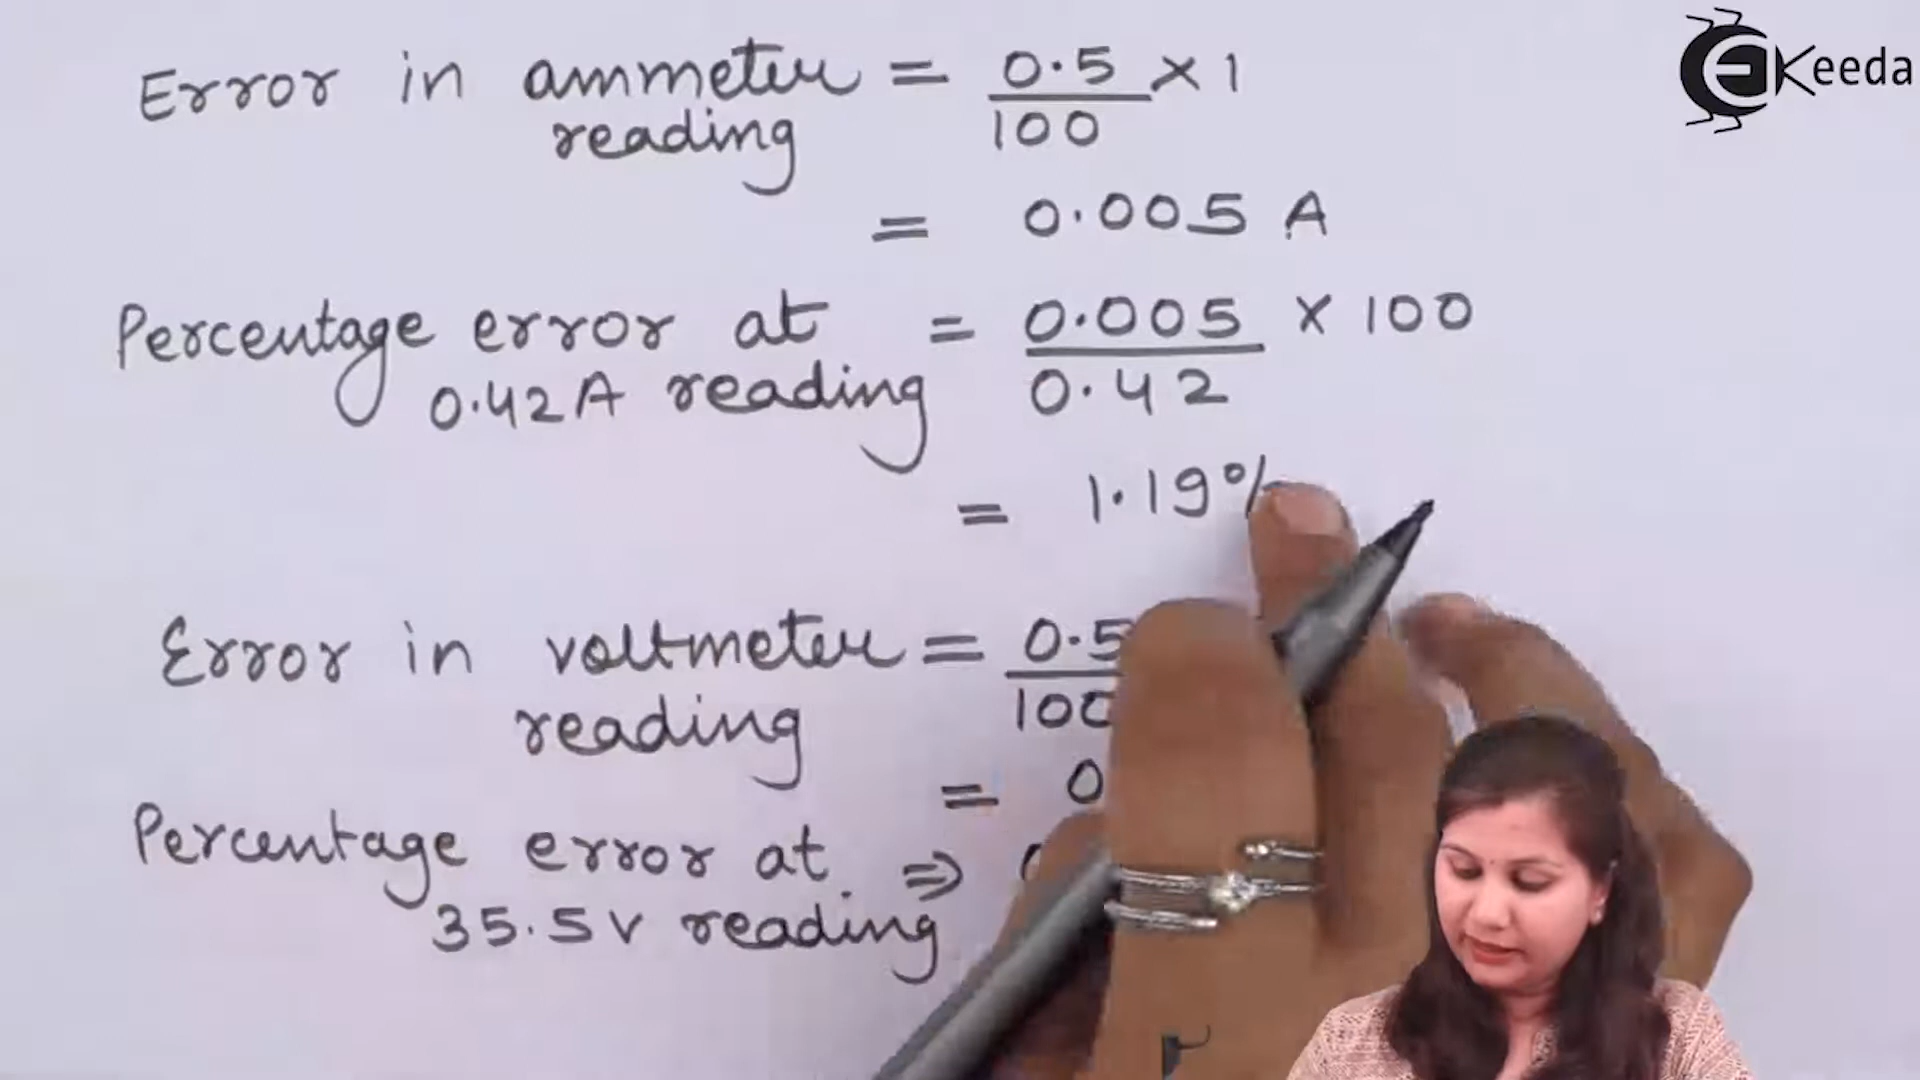 Keeda
Error in ammeter = 0.5 × 1
reading 100
= 0.005 A
Percentage error at = 0.005 × 100
0.42A reading 0.42
= 1.19%
Error in voltmeter = 0.5
reading 100
= 0
Percentage error at ⇒
35.5V reading